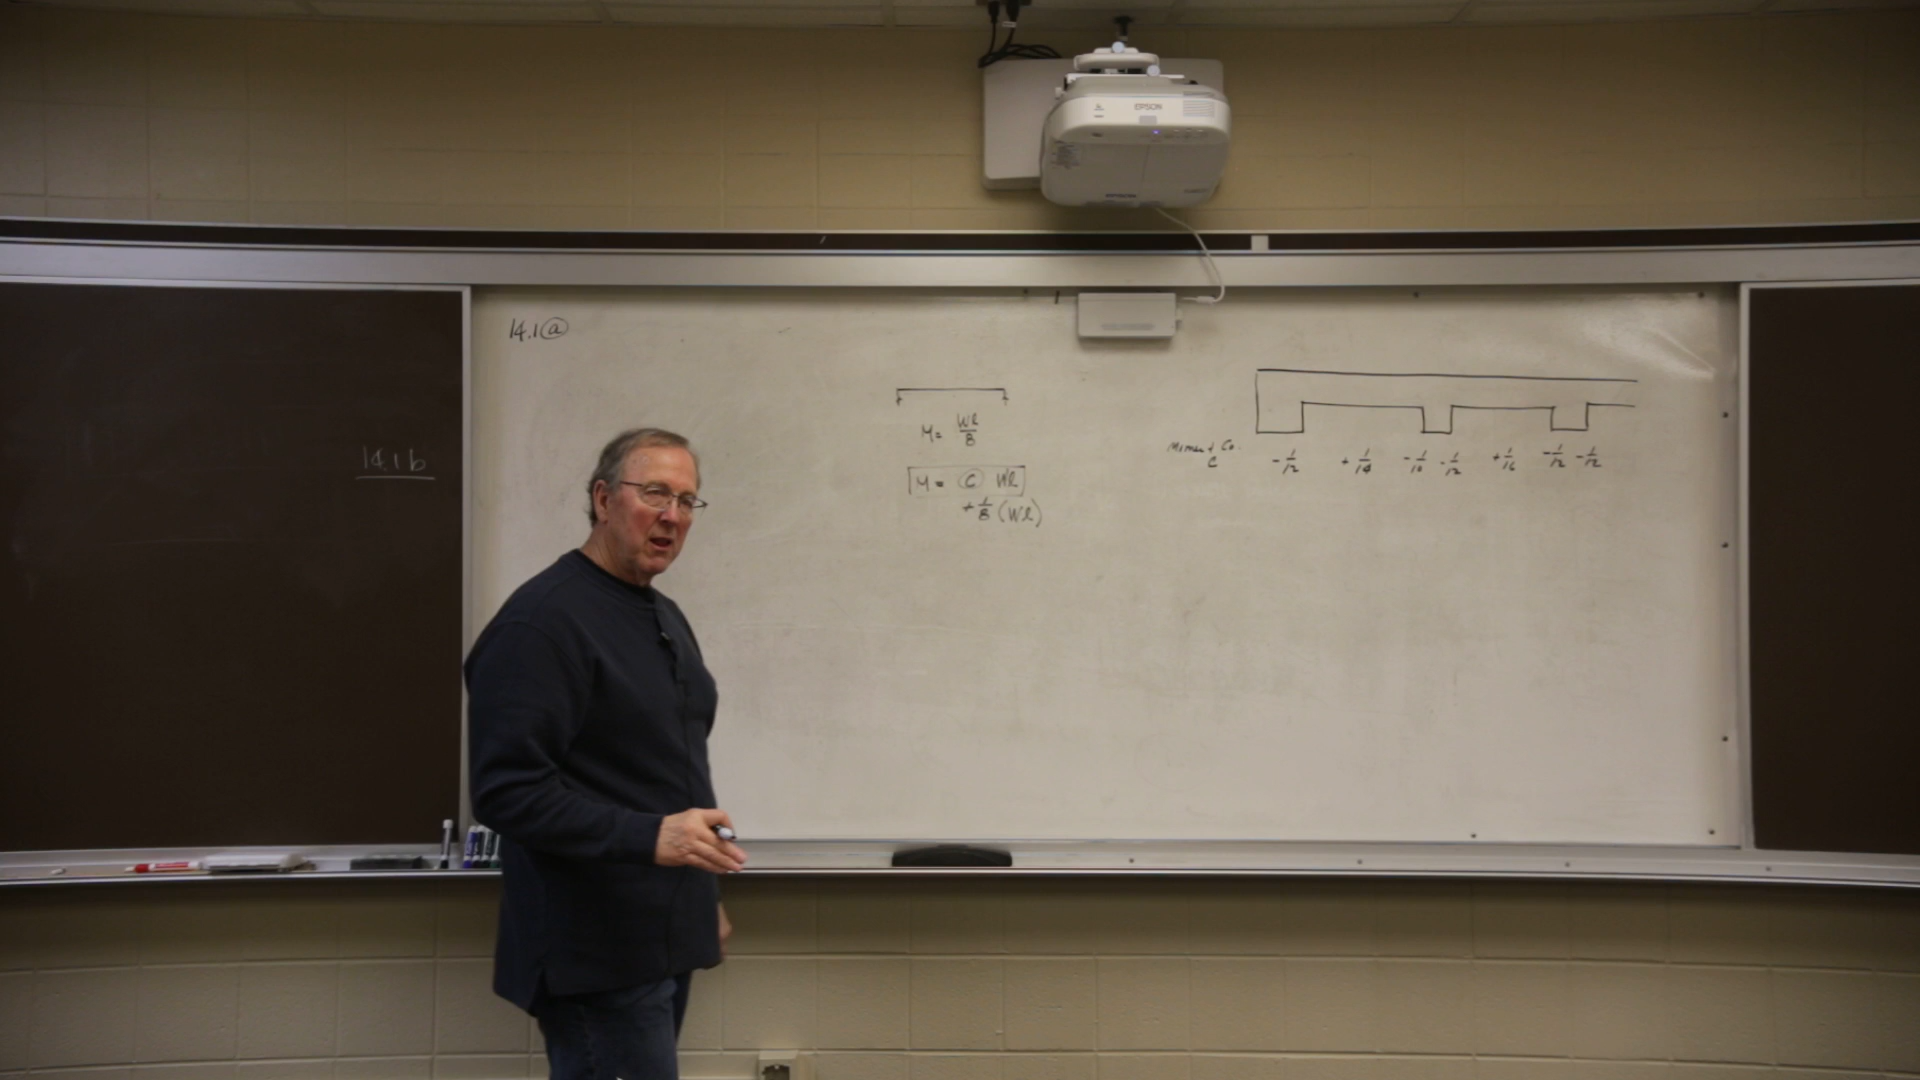 EPSON
14.1 a
14.1 b
M = Wl/8
M = C Wl
+ 1/8 (Wl)
Moment Co.
C
- 1/12 + 1/14 - 1/10 - 1/12 + 1/16 - 1/12 - 1/12